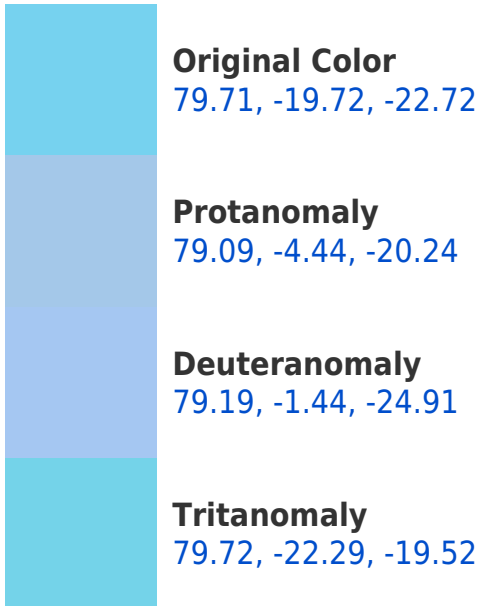 Original Color
79.71, -19.72, -22.72
Protanomaly
79.09, -4.44, -20.24
Deuteranomaly
79.19, -1.44, -24.91
Tritanomaly
79.72, -22.29, -19.52